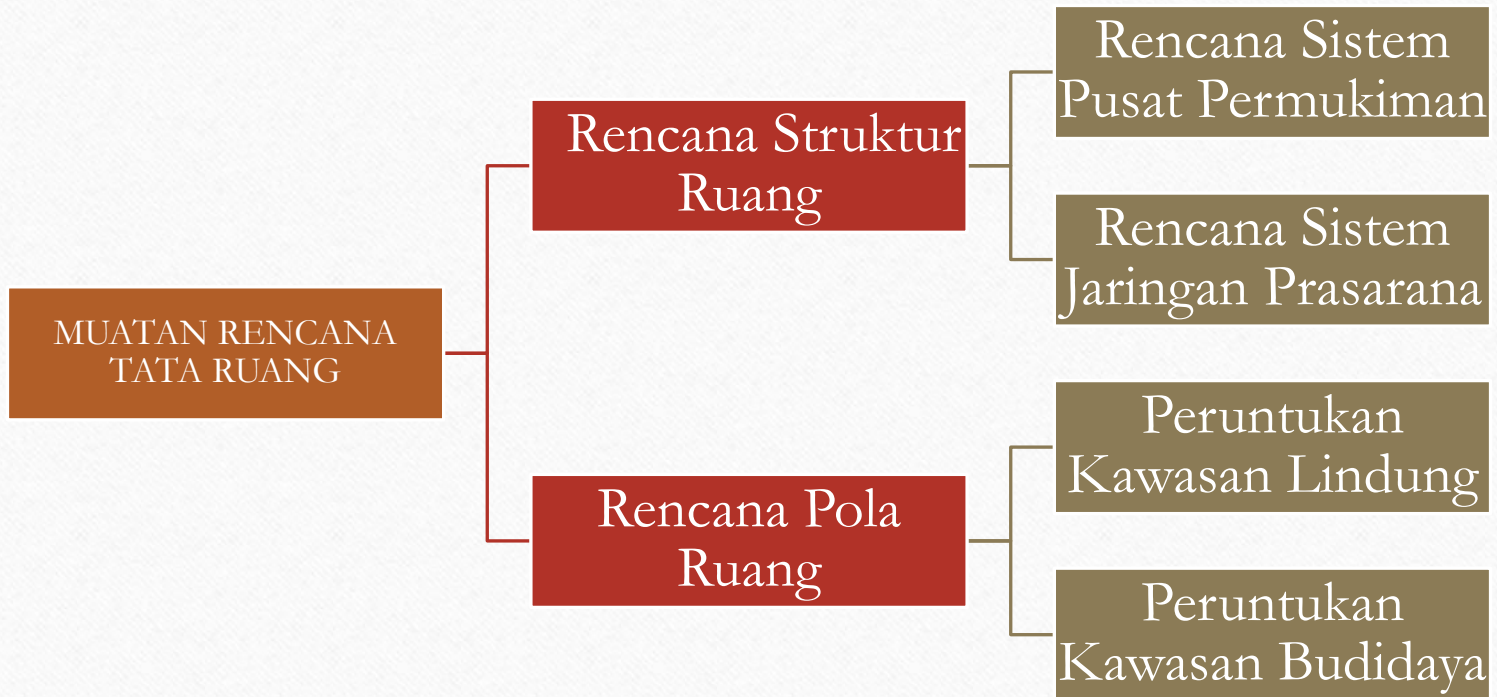 MUATAN RENCANA
TATA RUANG
Rencana Struktur
Ruang
Rencana Sistem
Pusat Permukiman
Rencana Sistem
Jaringan Prasarana
Rencana Pola
Ruang
Peruntukan
Kawasan Lindung
Peruntukan
Kawasan Budidaya